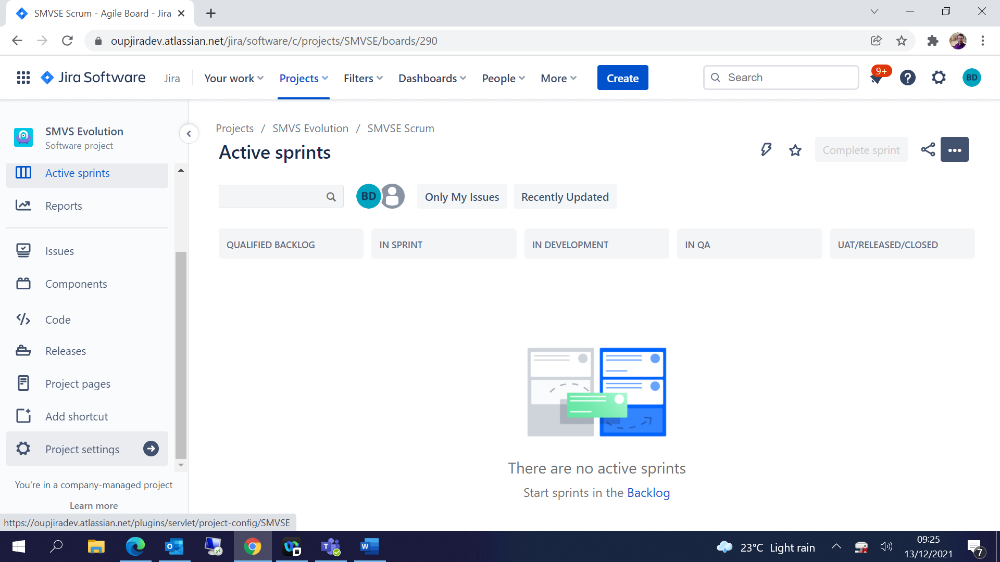 SMVSE Scrum - Agile Board - Jira
oupjiradev.atlassian.net/jira/software/c/projects/SMVSE/boards/290
Jira Software
Jira
Your work
Projects
Filters
Dashboards
People
More
Create
Search
9+
BD
SMVS Evolution
Software project
Active sprints
Reports
Issues
Components
Code
Releases
Project pages
Add shortcut
Project settings
You're in a company-managed project
Learn more
https://oupjiradev.atlassian.net/plugins/servlet/project-config/SMVSE
Projects / SMVS Evolution / SMVSE Scrum
Active sprints
Complete sprint
BD
Only My Issues
Recently Updated
QUALIFIED BACKLOG
IN SPRINT
IN DEVELOPMENT
IN QA
UAT/RELEASED/CLOSED
There are no active sprints
Start sprints in the Backlog
23°C Light rain
09:25
13/12/2021
7